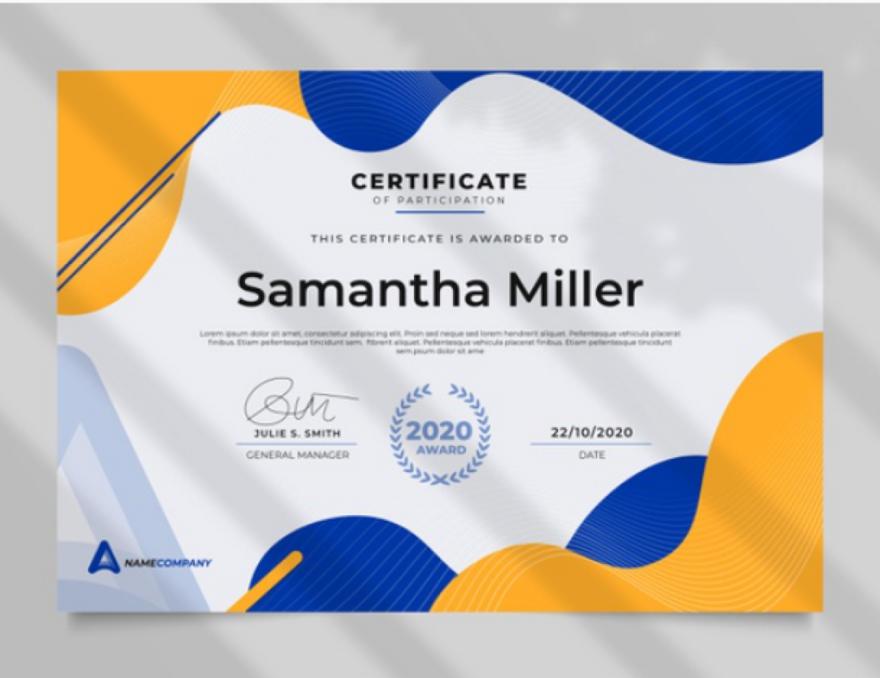 CERTIFICATE
OF PARTICIPATION
THIS CERTIFICATE IS AWARDED TO
Samantha Miller
Lorem ipsum dolor sit amet, consectetur adipiscing elit. Proin sed neque sed lorem hendrerit aliquet. Pellentesque vehicula placerat
finibus. Etiam pellentesque tincidunt sem. fibrerit aliquet. Pellentesque vehicula placerat finibus. Etiam pellentesque tincidunt
sem.psum dolor sit ame
JULIE S. SMITH
GENERAL MANAGER
2020
AWARD
22/10/2020
DATE
NAMECOMPANY